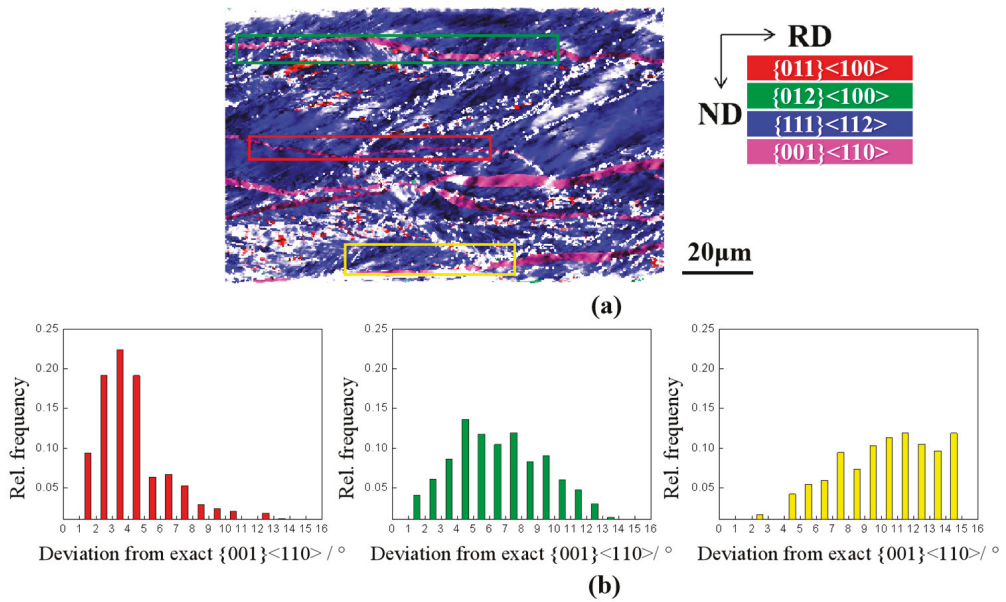 RD
ND
{011}<100>
{012}<100>
{111}<112>
{001}<110>
20μm
(a)
0.25
0.20
0.15
0.10
0.05
Rel. frequency
0 1 2 3 4 5 6 7 8 9 10 11 12 13 14 15 16
Deviation from exact {001}<110> / °
0.25
0.20
0.15
0.10
0.05
Rel. frequency
0 1 2 3 4 5 6 7 8 9 10 11 12 13 14 15 16
Deviation from exact {001}<110>/ °
0.25
0.20
0.15
0.10
0.05
Rel. frequency
0 1 2 3 4 5 6 7 8 9 10 11 12 13 14 15 16
Deviation from exact {001}<110>/ °
(b)